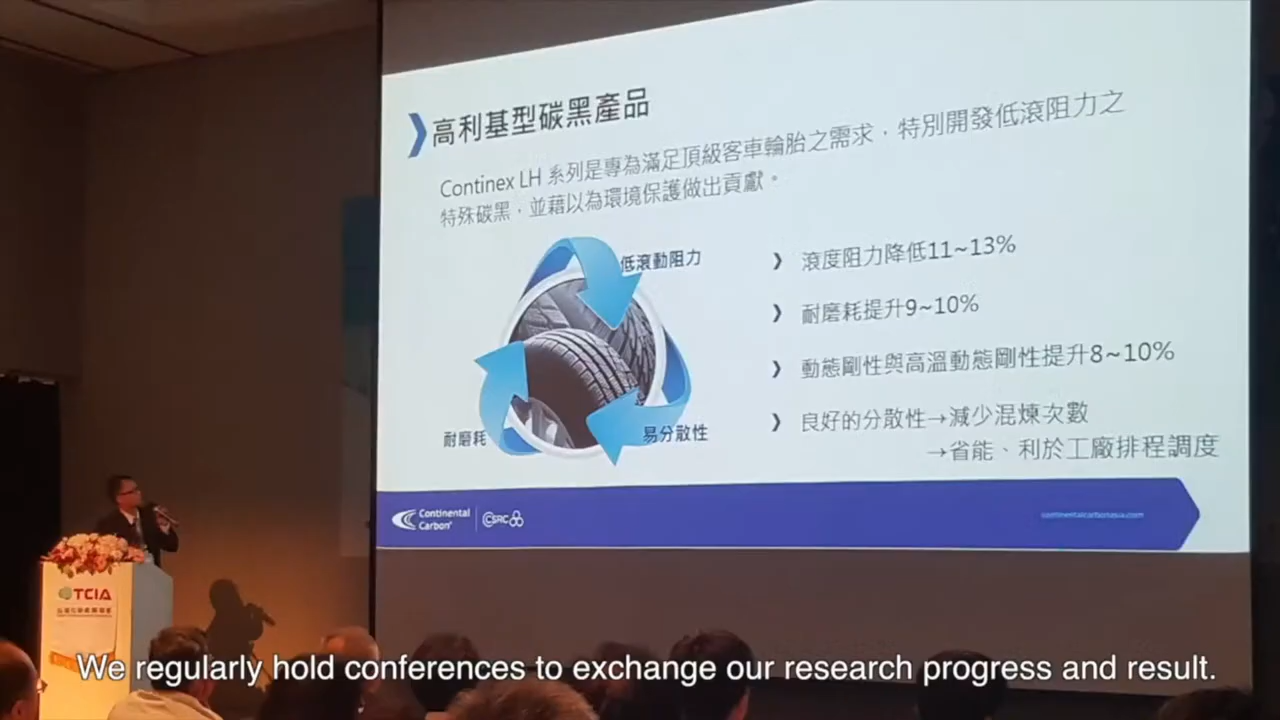 高利基型碳黑產品
Continex LH 系列是專為滿足頂級客車輪胎之需求，特別開發低滾阻力之
特殊碳黑，並藉以為環境保護做出貢獻。
低滾動阻力
耐磨耗
易分散性
滾度阻力降低11~13%
耐磨耗提升9~10%
動態剛性與高溫動態剛性提升8~10%
良好的分散性→減少混煉次數
→省能、利於工廠排程調度
Continental
Carbon
CSRC
continentalcarbonasia.com
TCIA
We regularly hold conferences to exchange our research progress and result.